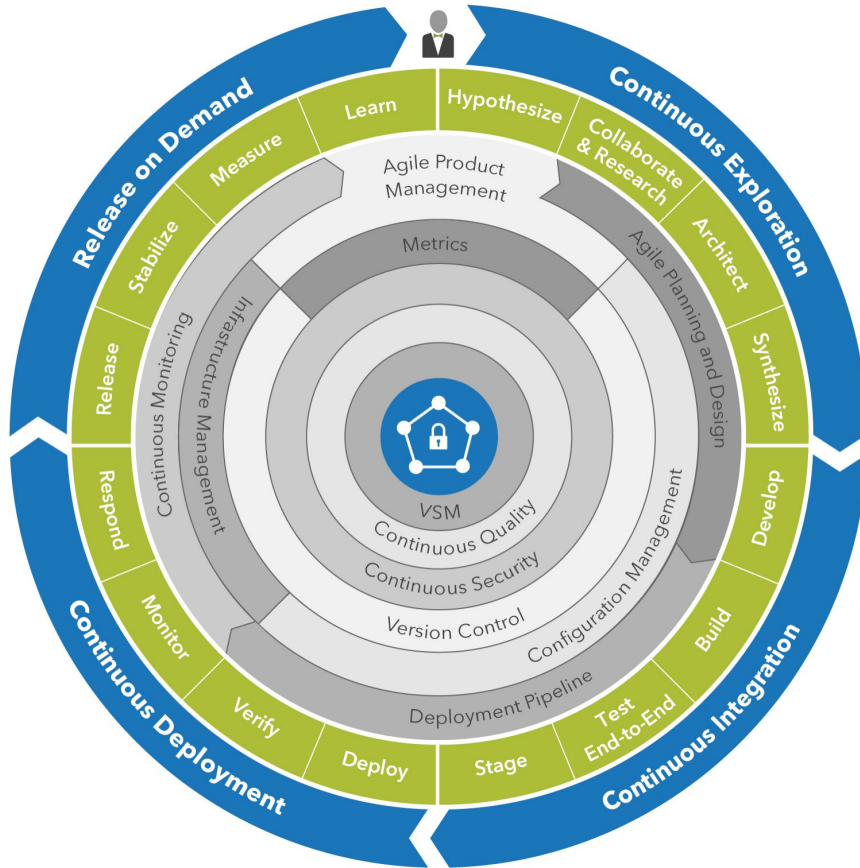 Continuous Exploration
Continuous Integration
Continuous Deployment
Release on Demand
Hypothesize
Collaborate
& Research
Architect
Synthesize
Develop
Build
Test
End-to-End
Stage
Deploy
Verify
Monitor
Respond
Release
Stabilize
Measure
Learn
Agile Product
Management
Agile Planning and Design
Deployment Pipeline
Continuous Monitoring
Infrastructure Management
Configuration Management
Metrics
Version Control
Continuous Security
Continuous Quality
VSM